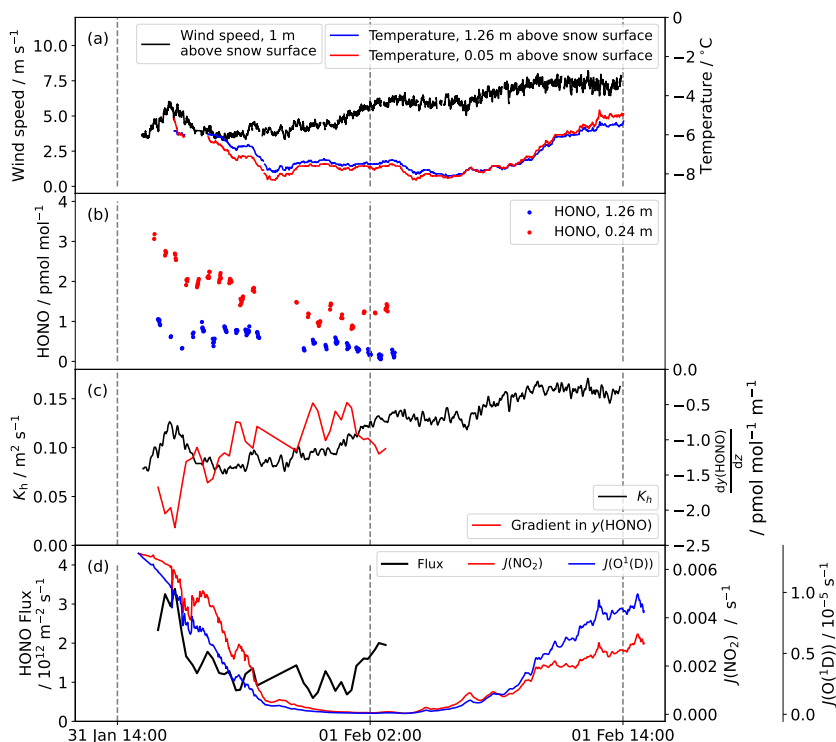 (a)
Wind speed, 1 m
above snow surface
Temperature, 1.26 m above snow surface
Temperature, 0.05 m above snow surface
Wind speed / m s⁻¹
10.0
7.5
5.0
2.5
0.0
0
−2
−4
−6
−8
Temperature / °C
(b)
HONO, 1.26 m
HONO, 0.24 m
HONO / pmol mol⁻¹
4
3
2
1
0
(c)
K_h / m² s⁻¹
0.15
0.10
0.05
0.00
K_h
Gradient in y(HONO)
0.0
−0.5
−1.0
−1.5
−2.0
−2.5
dy(HONO)
dz
/ pmol mol⁻¹ m⁻¹
(d)
Flux
J(NO₂)
J(O¹(D))
HONO Flux
/ 10¹² m⁻² s⁻¹
4
3
2
1
0
0.006
0.004
0.002
0.000
J(NO₂) / s⁻¹
1.0
0.5
0.0
J(O(¹D)) / 10⁻⁵ s⁻¹
31 Jan 14:00
01 Feb 02:00
01 Feb 14:00